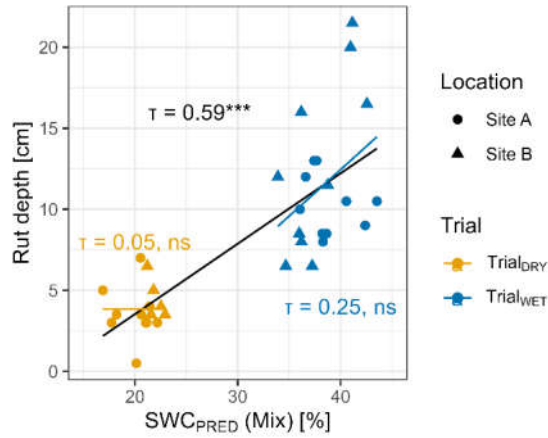 20
15
10
5
0
Rut depth [cm]
τ = 0.59***
τ = 0.05, ns
τ = 0.25, ns
20
30
40
SWCPRED (Mix) [%]
Location
Site A
Site B
Trial
TrialDRY
TrialWET